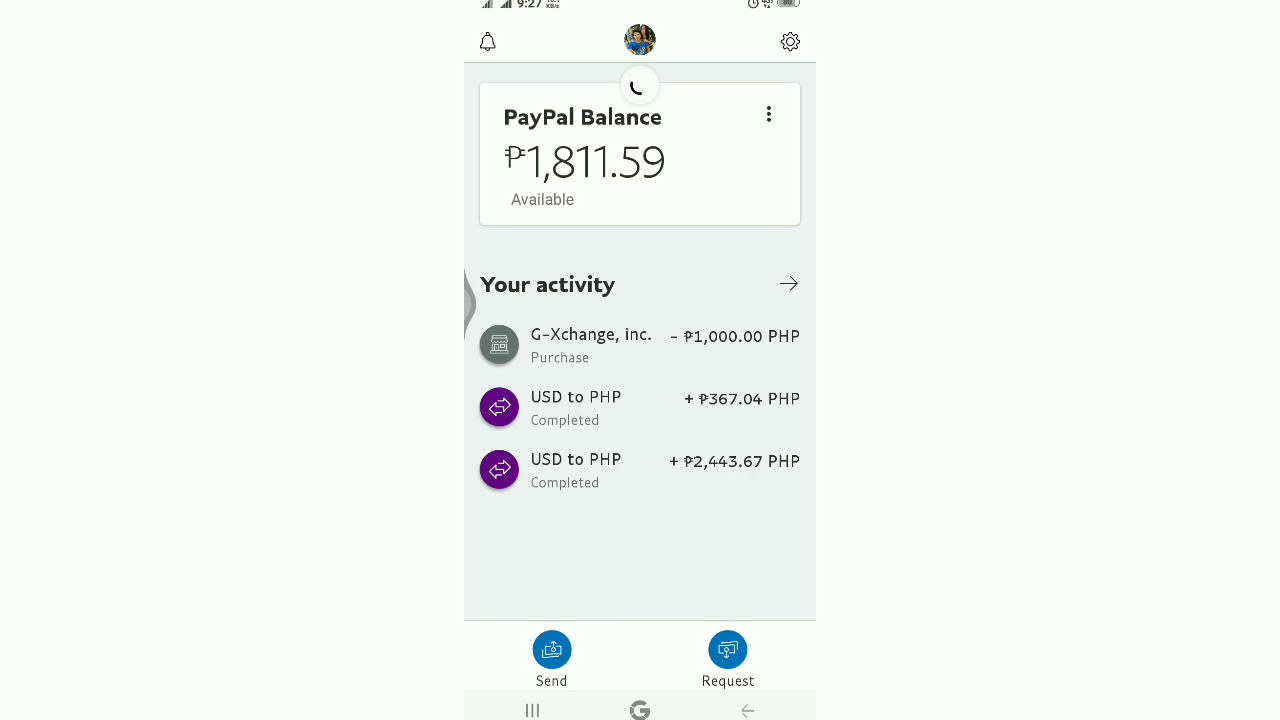 9:27
PayPal Balance
₱1,811.59
Available
Your activity
G-Xchange, inc. - ₱1,000.00 PHP
Purchase
USD to PHP + ₱367.04 PHP
Completed
USD to PHP + ₱2,443.67 PHP
Completed
Send Request